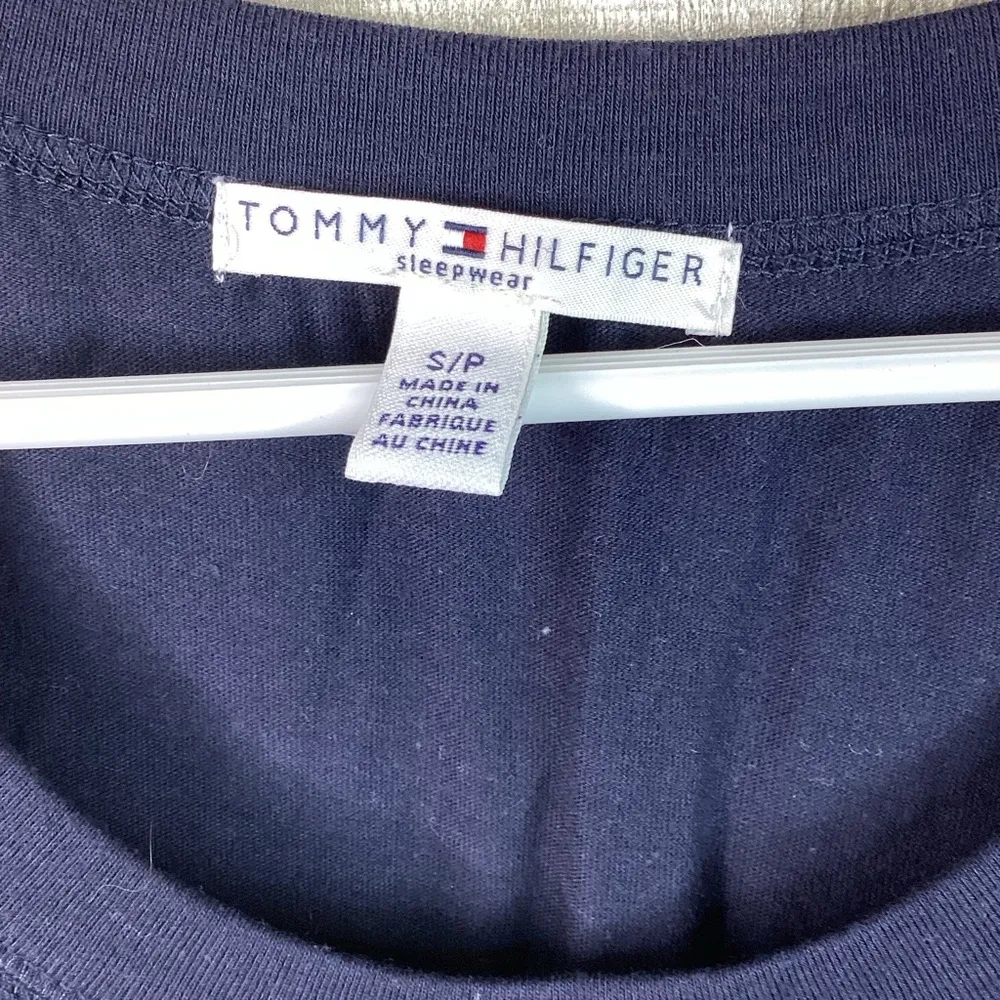 TOMMY HILFIGER
sleepwear
S/P
MADE IN
CHINA
FABRIQUE
AU CHINE